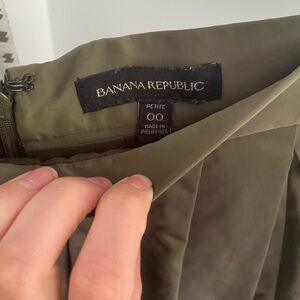 BANANA REPUBLIC
PETITE
00
MADE IN
PHILIPPINES